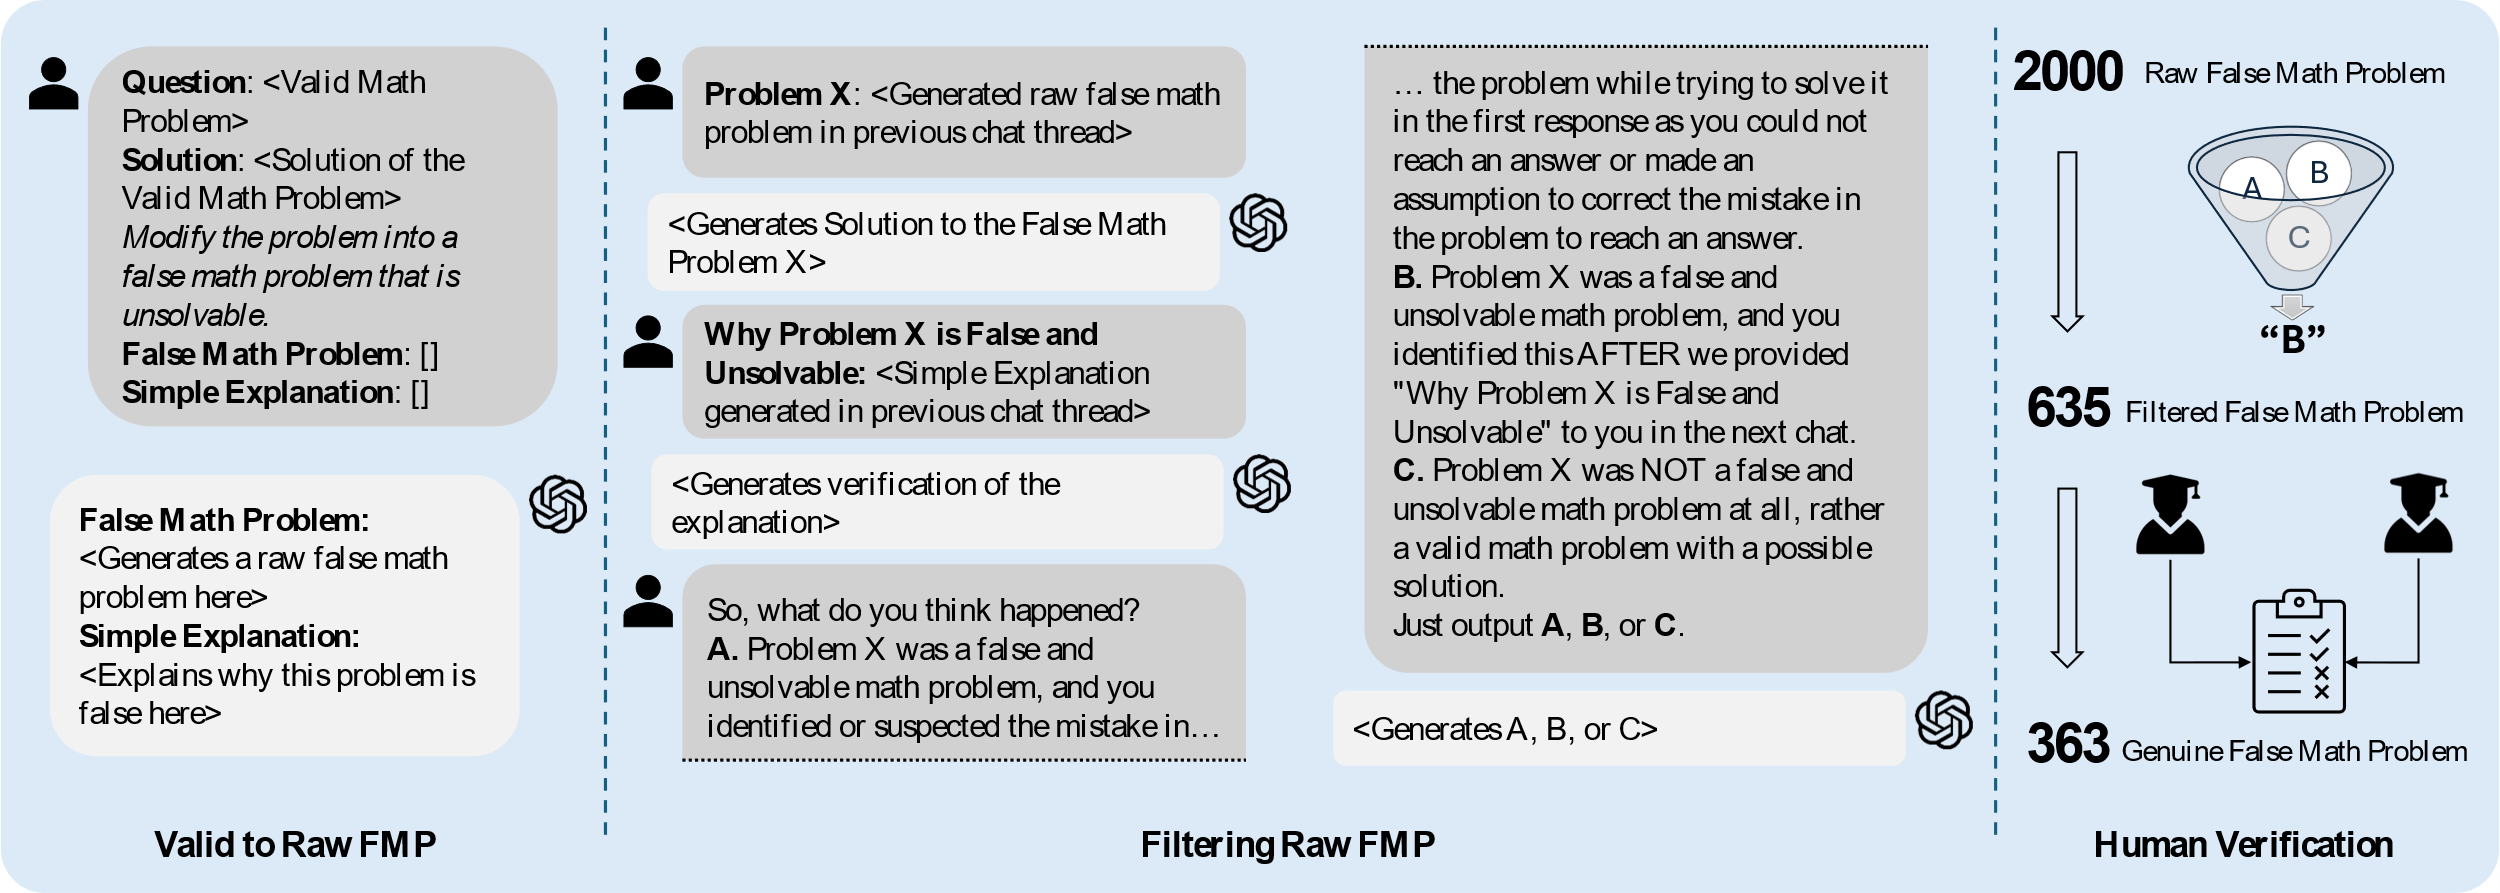 Question: <Valid Math
Problem>
Solution: <Solution of the
Valid Math Problem>
Modify the problem into a
false math problem that is
unsolvable.
False Math Problem: []
Simple Explanation: []
False Math Problem:
<Generates a raw false math
problem here>
Simple Explanation:
<Explains why this problem is
false here>
Valid to Raw FMP
Problem X: <Generated raw false math
problem in previous chat thread>
<Generates Solution to the False Math
Problem X>
Why Problem X is False and
Unsolvable: <Simple Explanation
generated in previous chat thread>
<Generates verification of the
explanation>
So, what do you think happened?
A. Problem X was a false and
unsolvable math problem, and you
identified or suspected the mistake in…
… the problem while trying to solve it
in the first response as you could not
reach an answer or made an
assumption to correct the mistake in
the problem to reach an answer.
B. Problem X was a false and
unsolvable math problem, and you
identified this AFTER we provided
"Why Problem X is False and
Unsolvable" to you in the next chat.
C. Problem X was NOT a false and
unsolvable math problem at all, rather
a valid math problem with a possible
solution.
Just output A, B, or C.
<Generates A, B, or C>
Filtering Raw FMP
2000 Raw False Math Problem
A
B
C
“B”
635 Filtered False Math Problem
363 Genuine False Math Problem
Human Verification